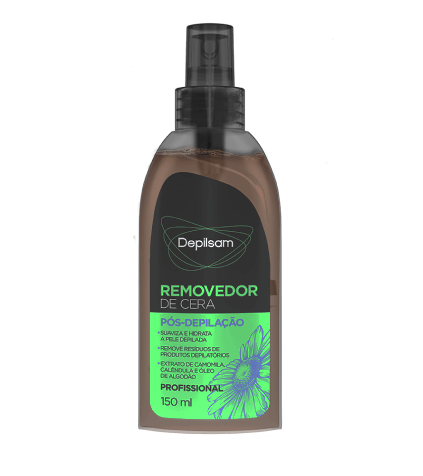 Depilsam
REMOVEDOR
DE CERA
PÓS-DEPILAÇÃO
• SUAVIZA E HIDRATA
A PELE DEPILADA
• REMOVE RESÍDUOS DE
PRODUTOS DEPILATÓRIOS
• EXTRATO DE CAMOMILA,
CALÊNDULA E ÓLEO
DE ALGODÃO
PROFISSIONAL
150 ml